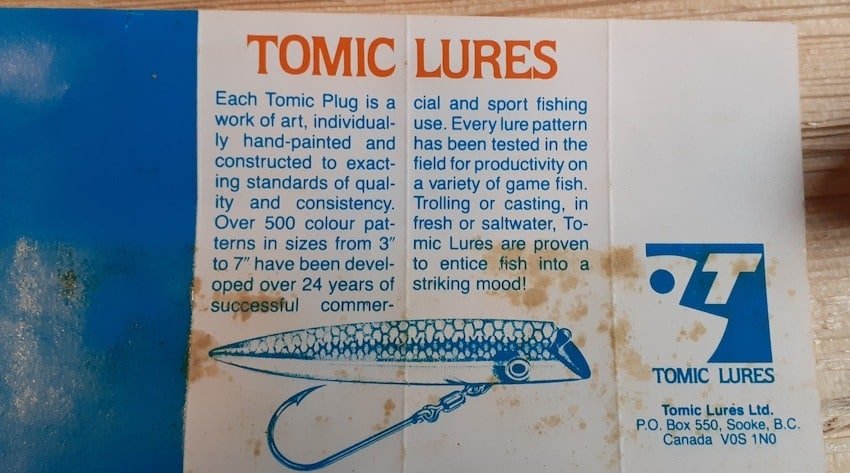 TOMIC LURES
Each Tomic Plug is a
work of art, individual-
ly hand-painted and
constructed to exact-
ing standards of qual-
ity and consistency.
Over 500 colour pat-
terns in sizes from 3"
to 7" have been devel-
oped over 24 years of
successful commer-
cial and sport fishing
use. Every lure pattern
has been tested in the
field for productivity on
a variety of game fish.
Trolling or casting, in
fresh or saltwater, To-
mic Lures are proven
to entice fish into a
striking mood!
T
TOMIC LURES
Tomic Lures Ltd.
P.O. Box 550, Sooke, B.C.
Canada V0S 1N0